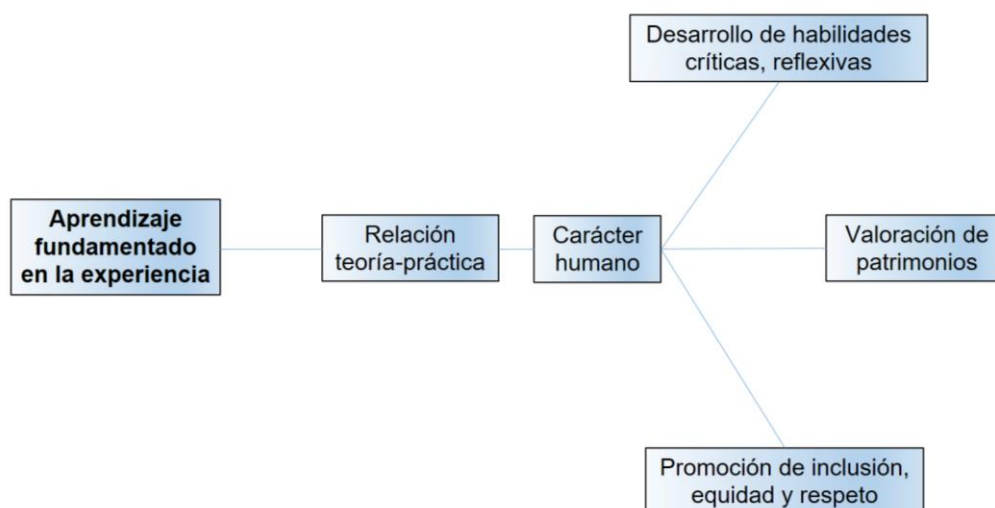 Desarrollo de habilidades
críticas, reflexivas
Aprendizaje
fundamentado
en la experiencia
Relación
teoría-práctica
Carácter
humano
Valoración de
patrimonios
Promoción de inclusión,
equidad y respeto